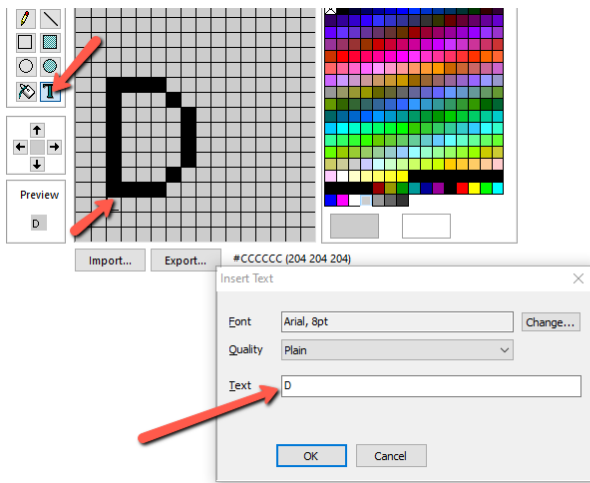 T
D
Preview
D
Import...
Export...
#CCCCCC (204 204 204)
Insert Text
Font
Arial, 8pt
Change...
Quality
Plain
Text
D
OK
Cancel